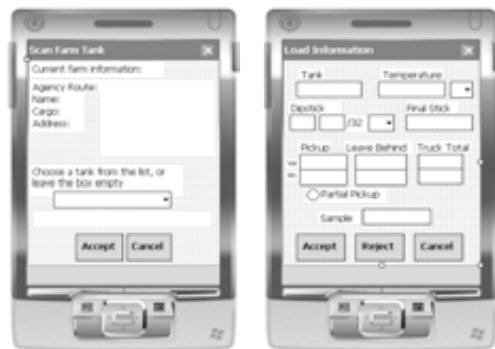 Scan Farm Tank
Current farm information:
Agency Route:
Name:
Cargo:
Address:
Choose a tank from the list, or
leave the box empty
Accept Cancel
Load Information
Tank Temperature
Dipstick Final Stick
/32
Pickup Leave Behind Truck Total
Partial Pickup
Sample
Accept Reject Cancel